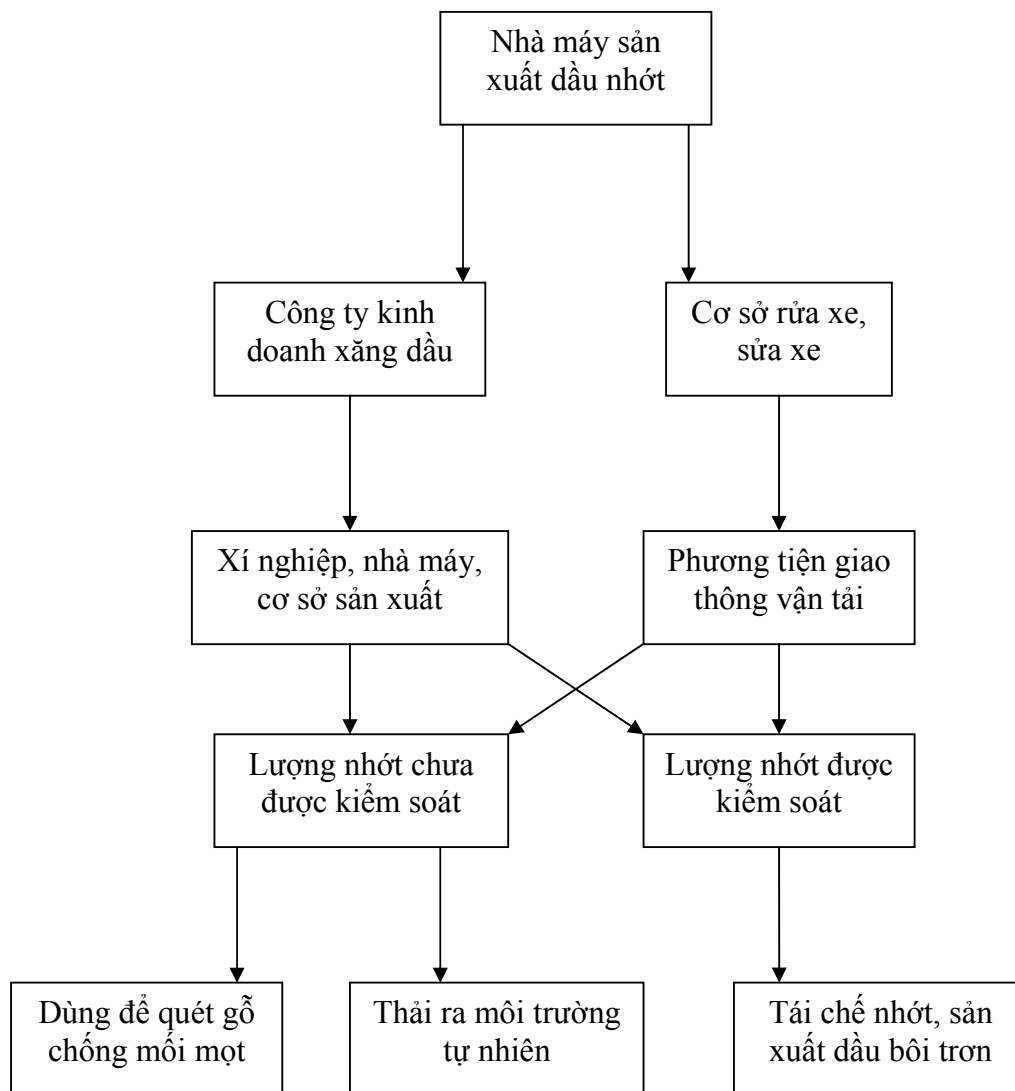 Nhà máy sản
xuất dầu nhớt
Công ty kinh
doanh xăng dầu
Cơ sở rửa xe,
sửa xe
Xí nghiệp, nhà máy,
cơ sở sản xuất
Phương tiện giao
thông vận tải
Lượng nhớt chưa
được kiểm soát
Lượng nhớt được
kiểm soát
Dùng để quét gỗ
chống mối mọt
Thải ra môi trường
tự nhiên
Tái chế nhớt, sản
xuất dầu bôi trơn